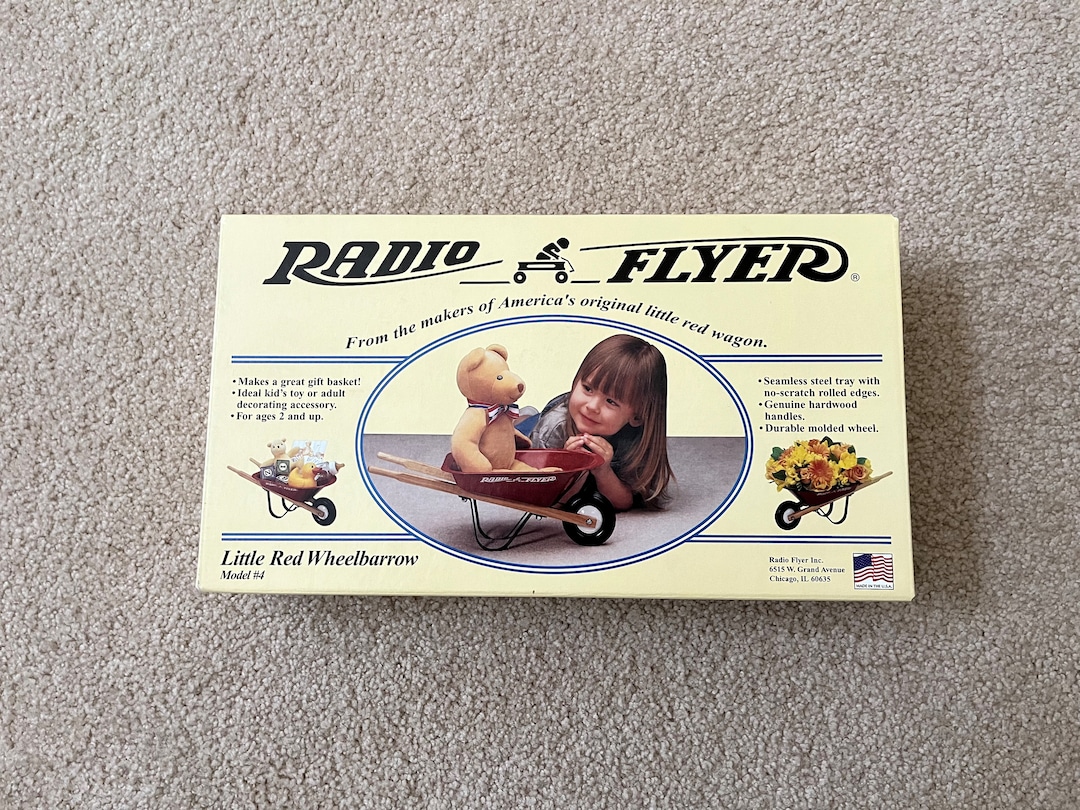 RADIO FLYER®
From the makers of America's original little red wagon.
• Makes a great gift basket!
• Ideal kid's toy or adult
decorating accessory.
• For ages 2 and up.
• Seamless steel tray with
no-scratch rolled edges.
• Genuine hardwood
handles.
• Durable molded wheel.
RADIO FLYER
Little Red Wheelbarrow
Model #4
Radio Flyer Inc.
6515 W. Grand Avenue
Chicago, IL 60635
MADE IN THE U.S.A.